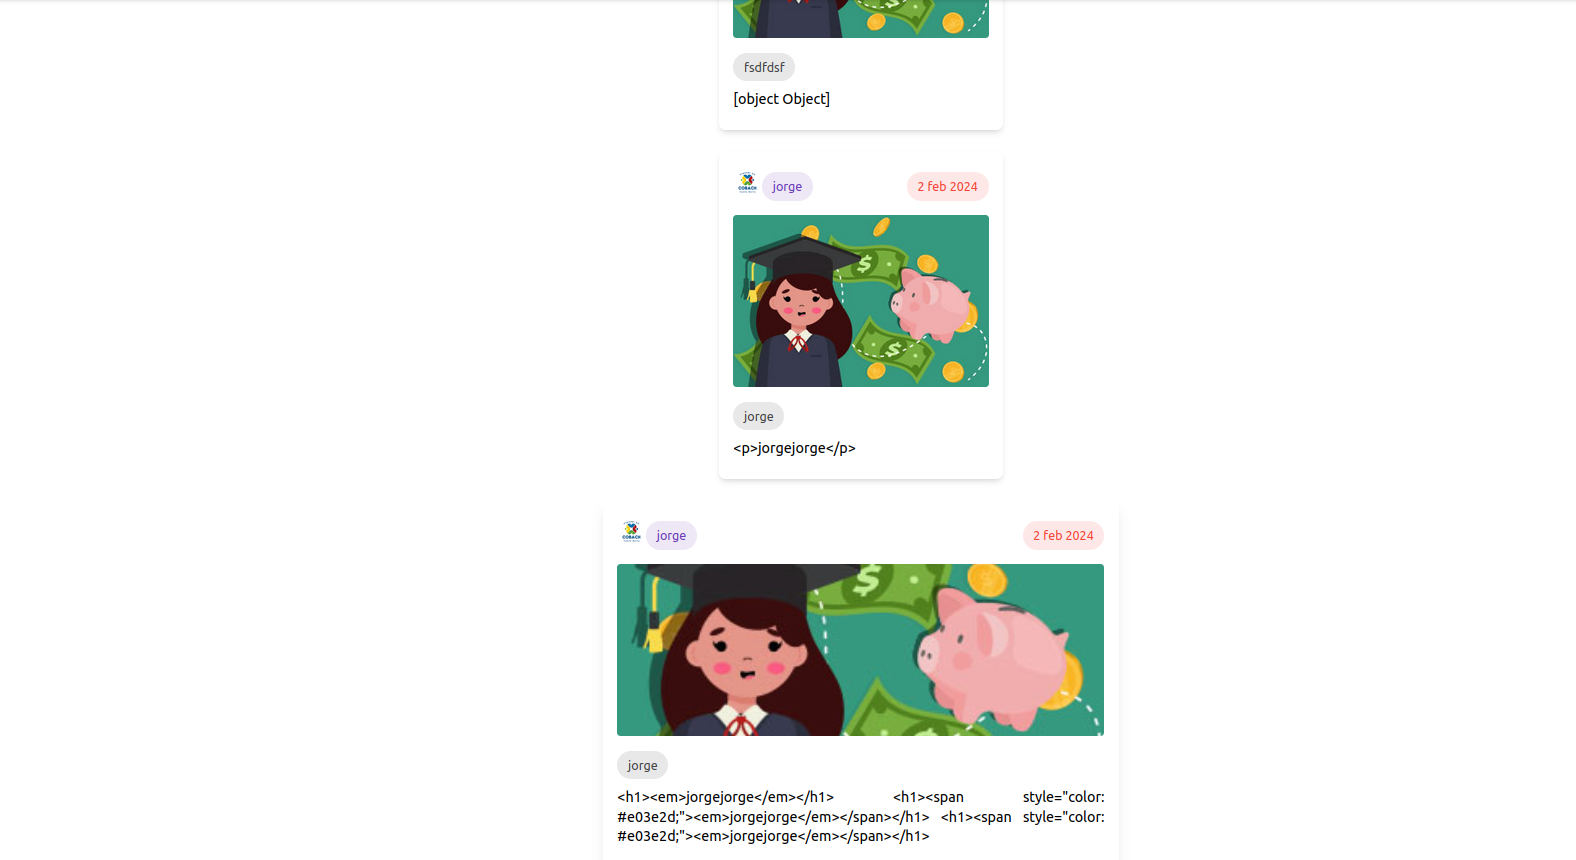 fsdfdsf
[object Object]
COBACH
jorge
2 feb 2024
$
$
jorge
<p>jorgejorge</p>
COBACH
jorge
2 feb 2024
$
jorge
<h1><em>jorgejorge</em></h1> <h1><span style="color:
#e03e2d;"><em>jorgejorge</em></span></h1> <h1><span style="color:
#e03e2d;"><em>jorgejorge</em></span></h1>